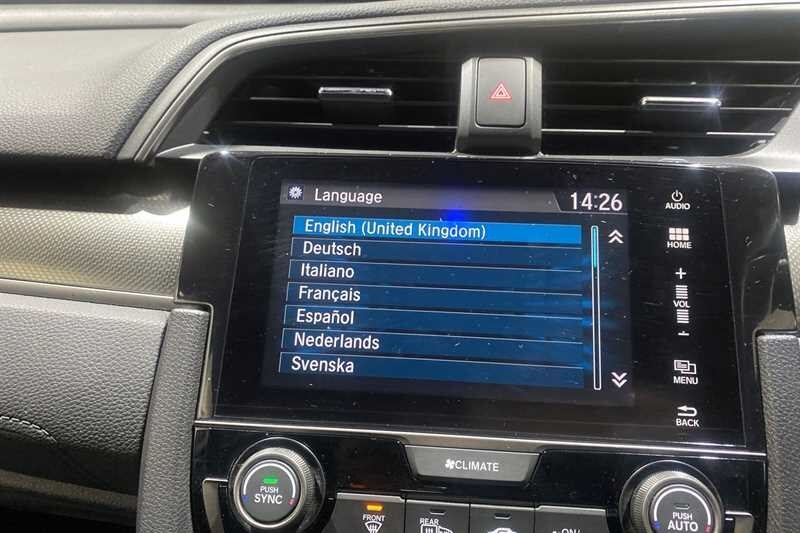 Language 14:26
English (United Kingdom)
Deutsch
Italiano
Français
Español
Nederlands
Svenska
AUDIO
HOME
+
VOL
-
MENU
BACK
CLIMATE
PUSH
SYNC
FRONT
REAR
ON/
PUSH
AUTO